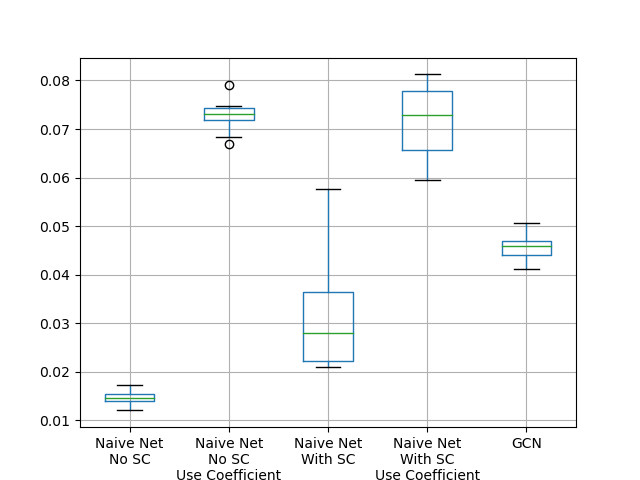 0.08
0.07
0.06
0.05
0.04
0.03
0.02
0.01
Naive Net
No SC
Naive Net
No SC
Use Coefficient
Naive Net
With SC
Naive Net
With SC
Use Coefficient
GCN